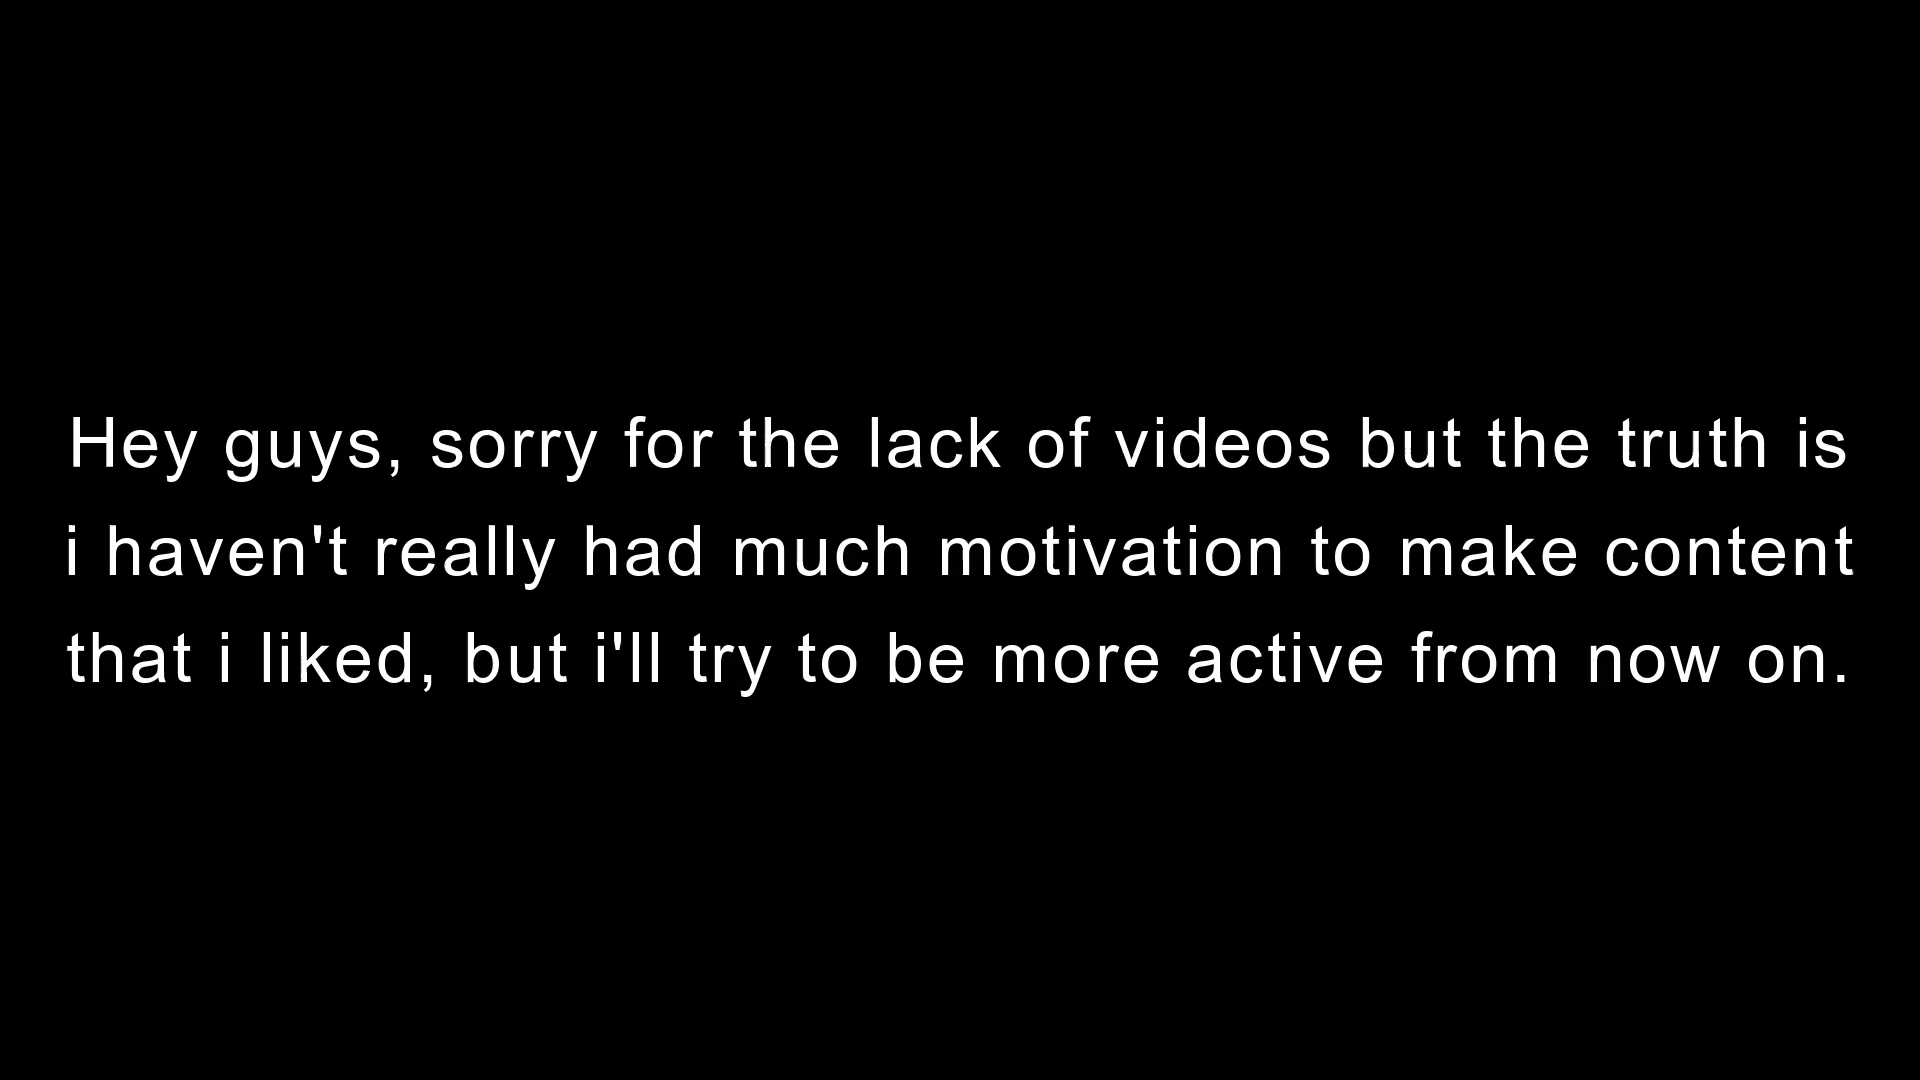 Hey guys, sorry for the lack of videos but the truth is
i haven't really had much motivation to make content
that i liked, but i'll try to be more active from now on.